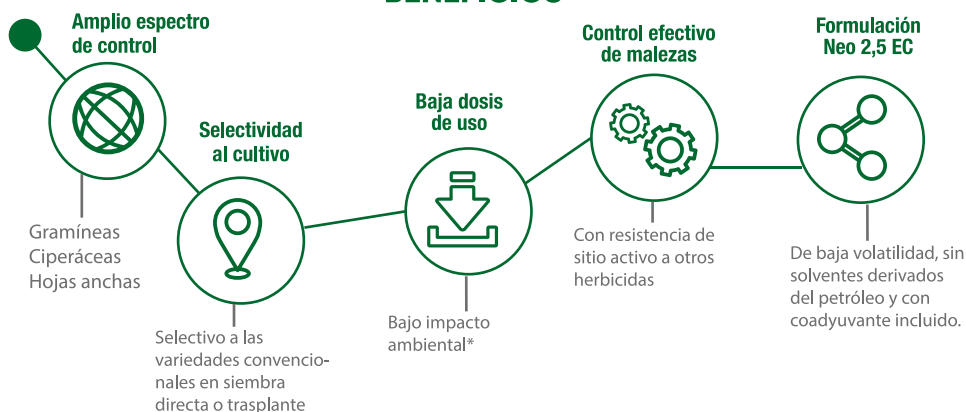 BENEFICIOS
Amplio espectro
de control
Gramíneas
Ciperáceas
Hojas anchas
Selectividad
al cultivo
Selectivo a las
variedades convencio-
nales en siembra
directa o trasplante
Baja dosis
de uso
Bajo impacto
ambiental*
Control efectivo
de malezas
Con resistencia de
sitio activo a otros
herbicidas
Formulación
Neo 2,5 EC
De baja volatilidad, sin
solventes derivados
del petróleo y con
coadyuvante incluido.